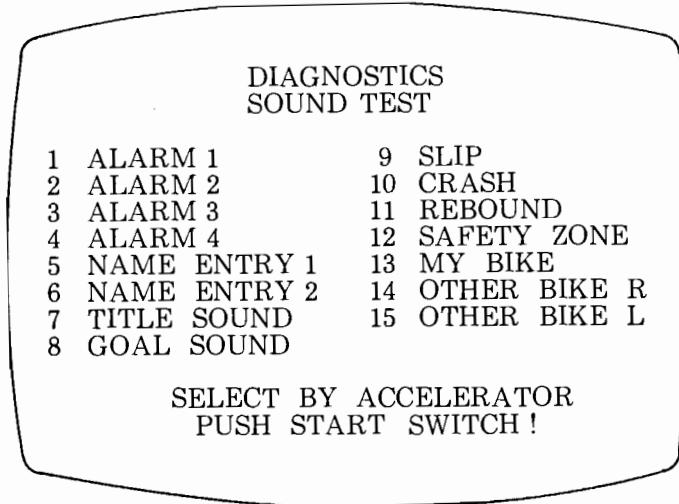 DIAGNOSTICS
SOUND TEST
1 ALARM 1
2 ALARM 2
3 ALARM 3
4 ALARM 4
5 NAME ENTRY 1
6 NAME ENTRY 2
7 TITLE SOUND
8 GOAL SOUND
9 SLIP
10 CRASH
11 REBOUND
12 SAFETY ZONE
13 MY BIKE
14 OTHER BIKE R
15 OTHER BIKE L
SELECT BY ACCELERATOR
PUSH START SWITCH !